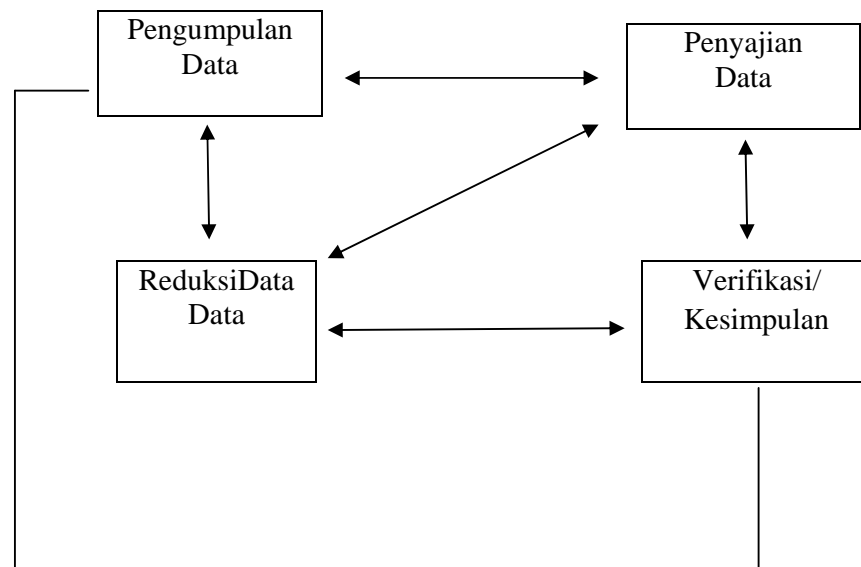 Pengumpulan
Data
Penyajian
Data
ReduksiData
Data
Verifikasi/
Kesimpulan